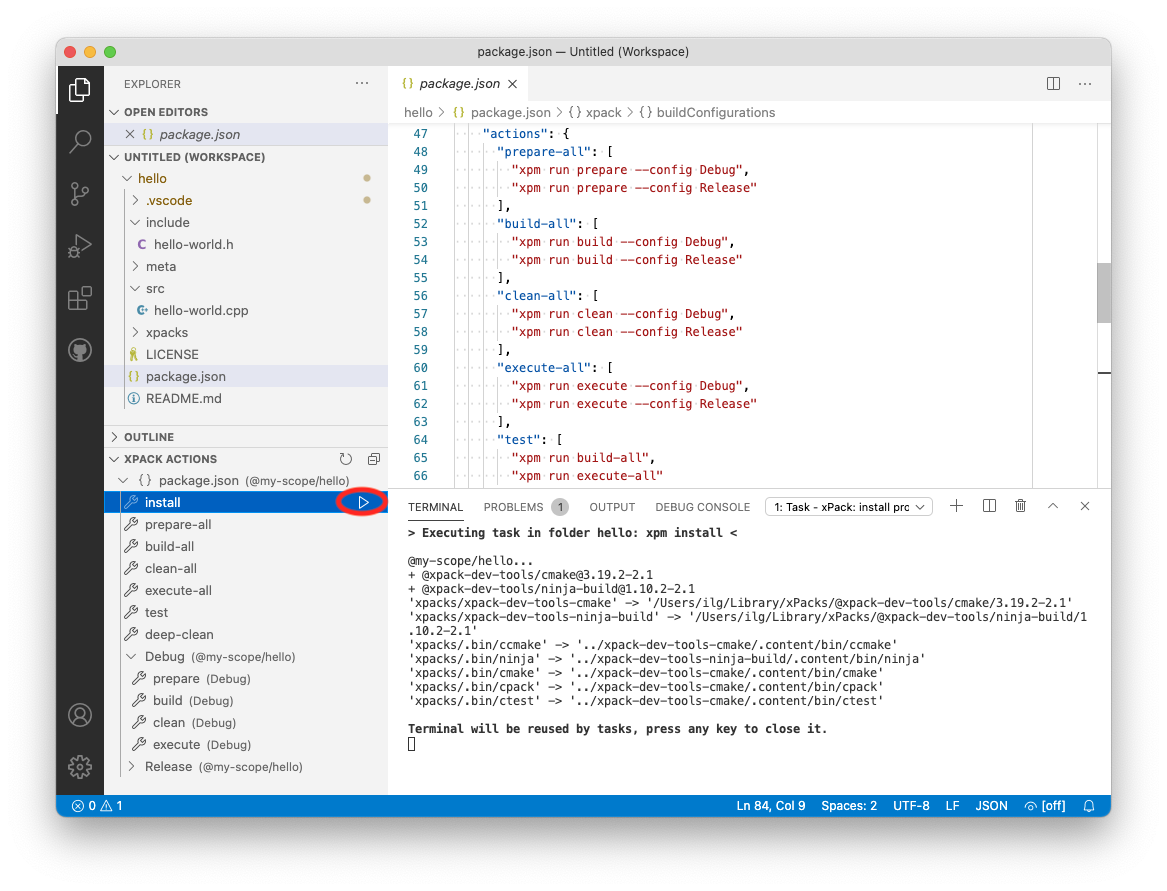 package.json — Untitled (Workspace)
EXPLORER
OPEN EDITORS
package.json
UNTITLED (WORKSPACE)
hello
.vscode
include
hello-world.h
meta
src
hello-world.cpp
xpacks
LICENSE
package.json
README.md
OUTLINE
XPACK ACTIONS
package.json (@my-scope/hello)
install
prepare-all
build-all
clean-all
execute-all
test
deep-clean
Debug (@my-scope/hello)
prepare (Debug)
build (Debug)
clean (Debug)
execute (Debug)
Release (@my-scope/hello)
{} package.json
hello > {} package.json > {} xpack > {} buildConfigurations
47 "actions": {
48 "prepare-all": [
49 "xpm run prepare --config Debug",
50 "xpm run prepare --config Release"
51 ],
52 "build-all": [
53 "xpm run build --config Debug",
54 "xpm run build --config Release"
55 ],
56 "clean-all": [
57 "xpm run clean --config Debug",
58 "xpm run clean --config Release"
59 ],
60 "execute-all": [
61 "xpm run execute --config Debug",
62 "xpm run execute --config Release"
63 ],
64 "test": [
65 "xpm run build-all",
66 "xpm run execute-all"
TERMINAL PROBLEMS 1 OUTPUT DEBUG CONSOLE 1: Task - xPack: install pro
> Executing task in folder hello: xpm install <
@my-scope/hello...
+ @xpack-dev-tools/cmake@3.19.2-2.1
+ @xpack-dev-tools/ninja-build@1.10.2-2.1
'xpacks/xpack-dev-tools-cmake' -> '/Users/ilg/Library/xPacks/@xpack-dev-tools/cmake/3.19.2-2.1'
'xpacks/xpack-dev-tools-ninja-build' -> '/Users/ilg/Library/xPacks/@xpack-dev-tools/ninja-build/1
.10.2-2.1'
'xpacks/.bin/ccmake' -> '../xpack-dev-tools-cmake/.content/bin/ccmake'
'xpacks/.bin/ninja' -> '../xpack-dev-tools-ninja-build/.content/bin/ninja'
'xpacks/.bin/cmake' -> '../xpack-dev-tools-cmake/.content/bin/cmake'
'xpacks/.bin/cpack' -> '../xpack-dev-tools-cmake/.content/bin/cpack'
'xpacks/.bin/ctest' -> '../xpack-dev-tools-cmake/.content/bin/ctest'
Terminal will be reused by tasks, press any key to close it.
0 1 Ln 84, Col 9 Spaces: 2 UTF-8 LF JSON [off]